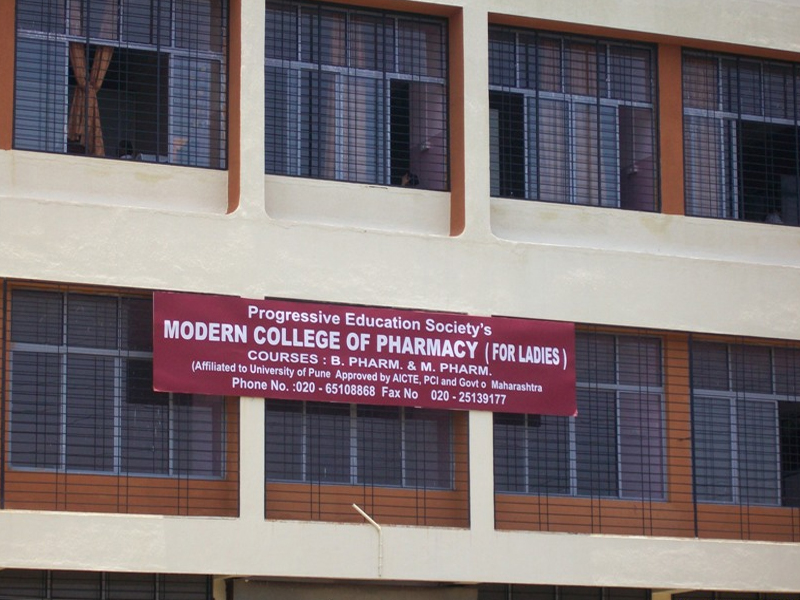 Progressive Education Society's
MODERN COLLEGE OF PHARMACY ( FOR LADIES )
COURSES : B. PHARM. & M. PHARM.
(Affiliated to University of Pune Approved by AICTE, PCI and Govt o Maharashtra
Phone No. :020 - 65108868 Fax No 020 - 25139177